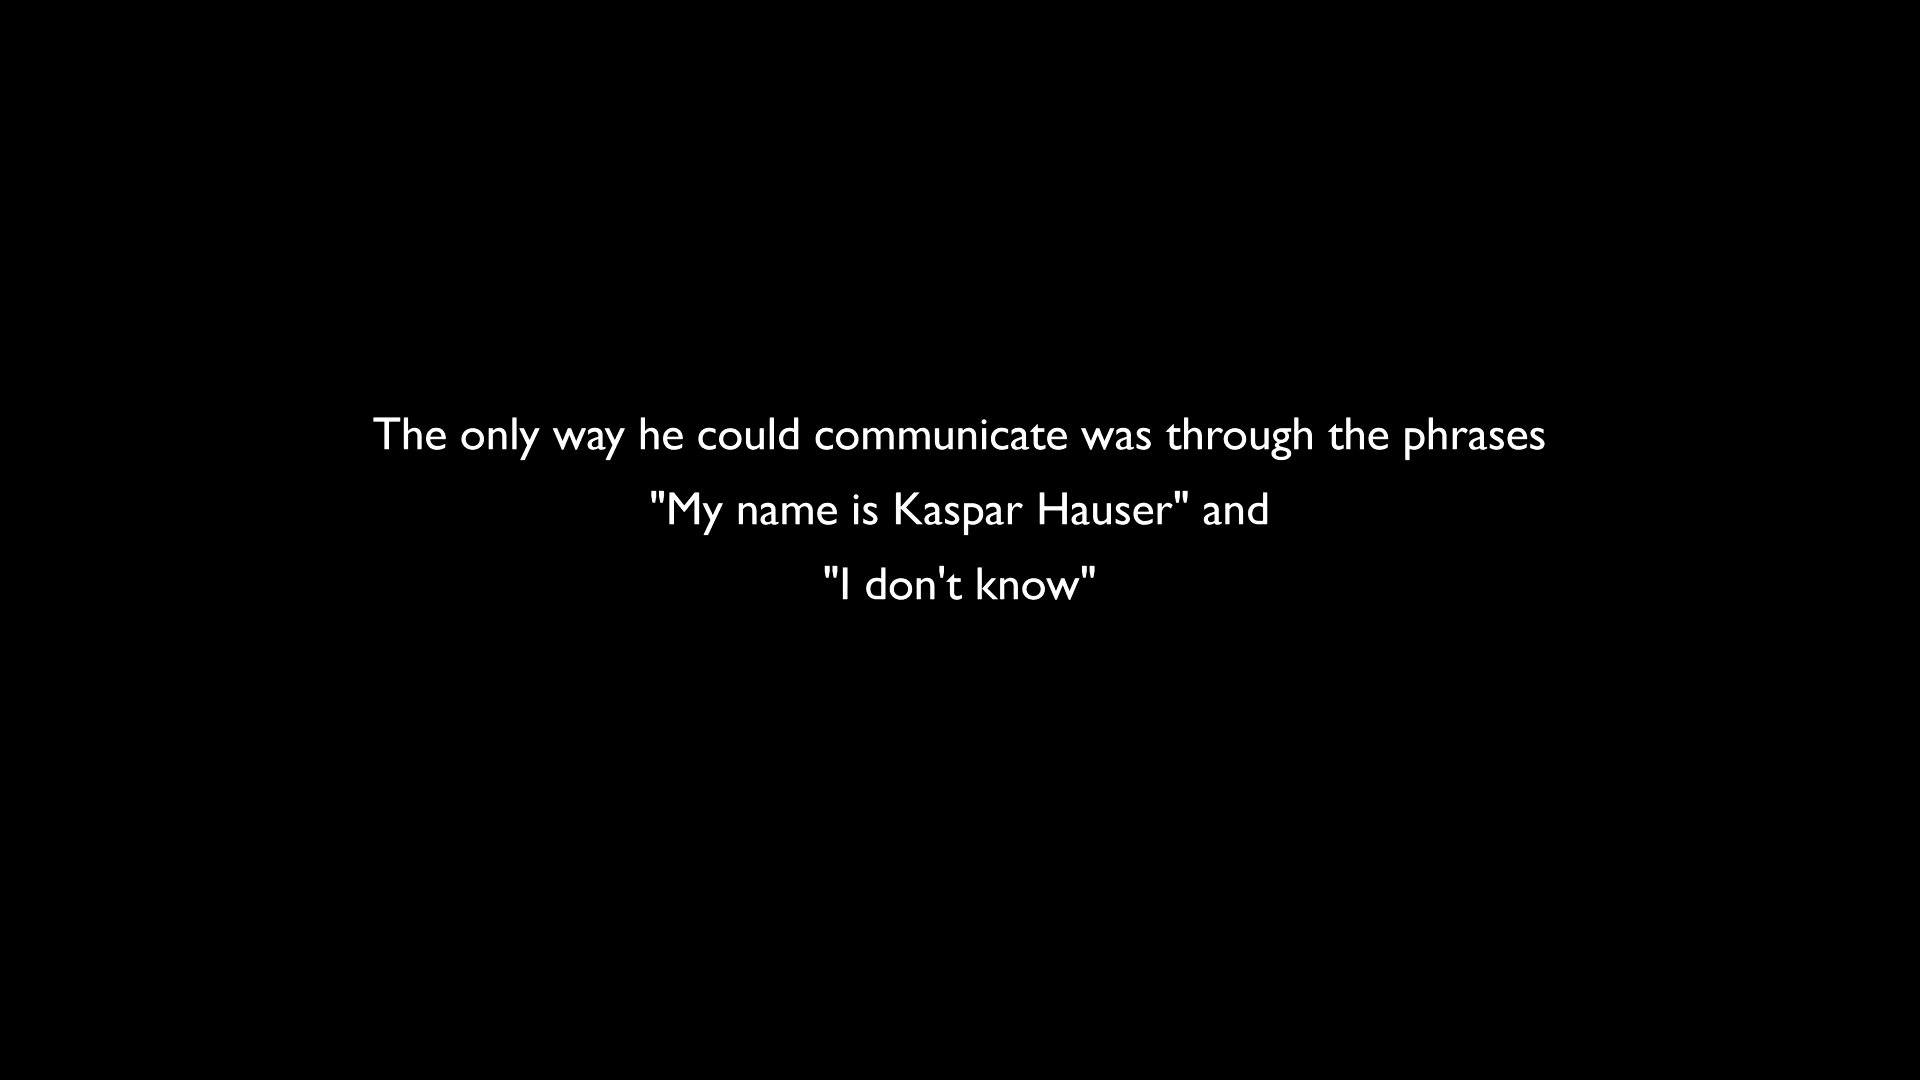 The only way he could communicate was through the phrases
"My name is Kaspar Hauser" and
"I don't know"